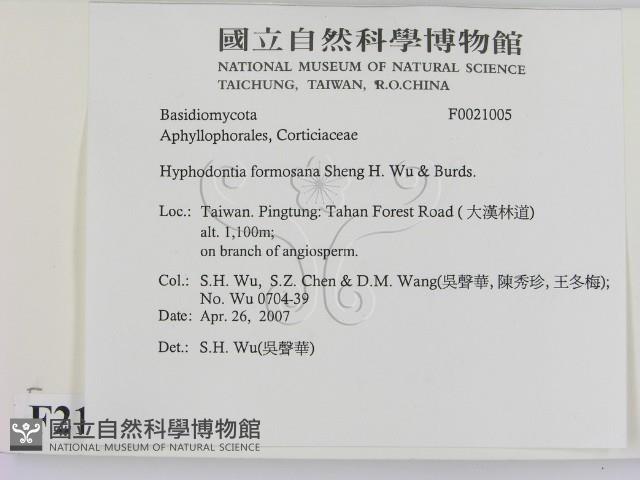 國立自然科學博物館
NATIONAL MUSEUM OF NATURAL SCIENCE
TAICHUNG, TAIWAN, R.O.CHINA
Basidiomycota F0021005
Aphyllophorales, Corticiaceae
Hyphodontia formosana Sheng H. Wu & Burds.
Loc.: Taiwan. Pingtung: Tahan Forest Road (大漢林道)
alt. 1,100m;
on branch of angiosperm.
Col.: S.H. Wu, S.Z. Chen & D.M. Wang(吳聲華, 陳秀珍, 王冬梅);
No. Wu 0704-39
Date: Apr. 26, 2007
Det.: S.H. Wu(吳聲華)
F21
國立自然科學博物館
NATIONAL MUSEUM OF NATURAL SCIENCE